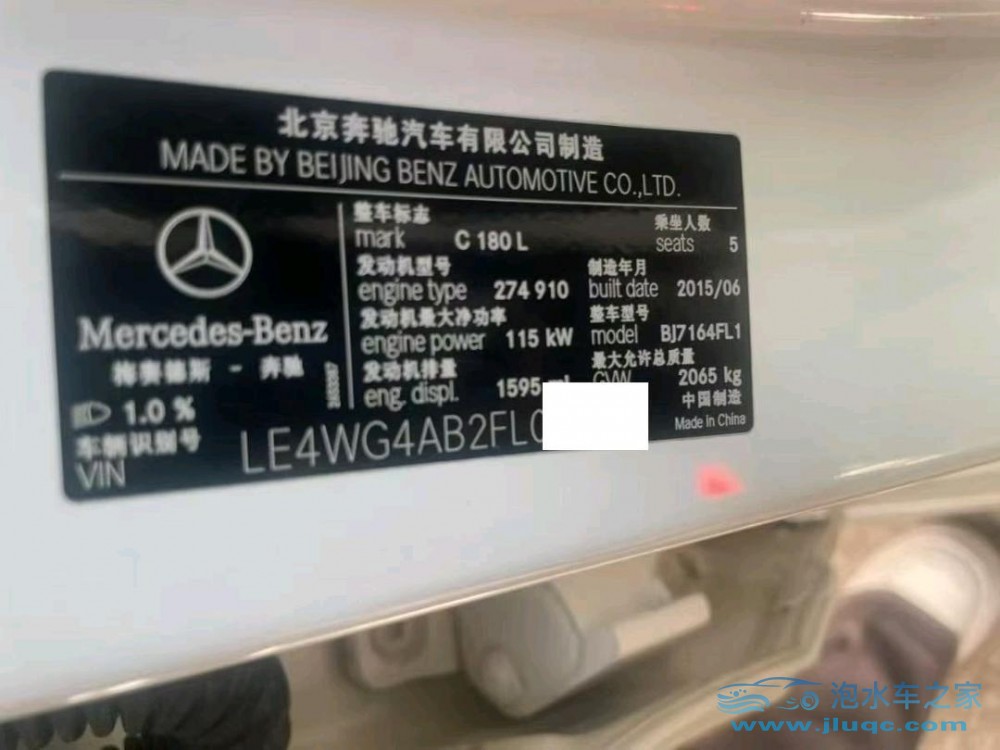 北京奔驰汽车有限公司制造
MADE BY BEIJING BENZ AUTOMOTIVE CO.,LTD.
Mercedes-Benz
梅赛德斯 - 奔驰
1.0 %
整车标志
mark C 180 L
乘坐人数
seats 5
发动机型号
engine type 274 910
制造年月
built date 2015/06
发动机最大净功率
engine power 115 kW
整车型号
model BJ7164FL1
发动机排量
eng. displ. 1595
最大允许总质量
GVW 2065 kg
中国制造
Made in China
车辆识别号
VIN LE4WG4AB2FL
泡水车之家
www.jluqc.com